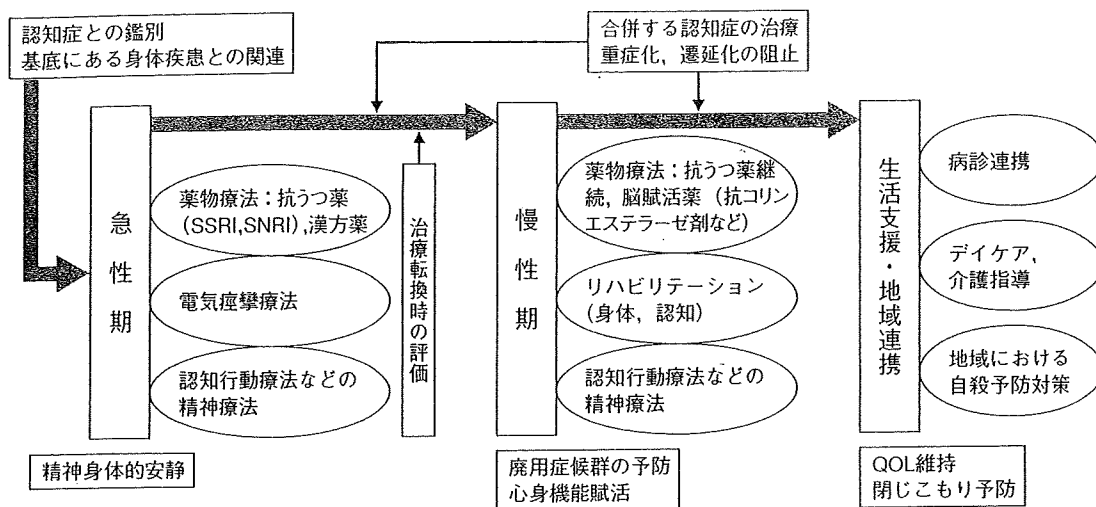 認知症との鑑別
基底にある身体疾患との関連
合併する認知症の治療
重症化，遷延化の阻止
急性期
薬物療法：抗うつ薬
(SSRI,SNRI),漢方薬
電気痙攣療法
認知行動療法などの
精神療法
精神身体的安静
治療転換時の評価
慢性期
薬物療法：抗うつ薬継
続，脳賦活薬（抗コリン
エステラーゼ剤など）
リハビリテーション
(身体，認知)
認知行動療法などの
精神療法
廃用症候群の予防
心身機能賦活
生活支援・地域連携
病診連携
デイケア，
介護指導
地域における
自殺予防対策
QOL維持
閉じこもり予防